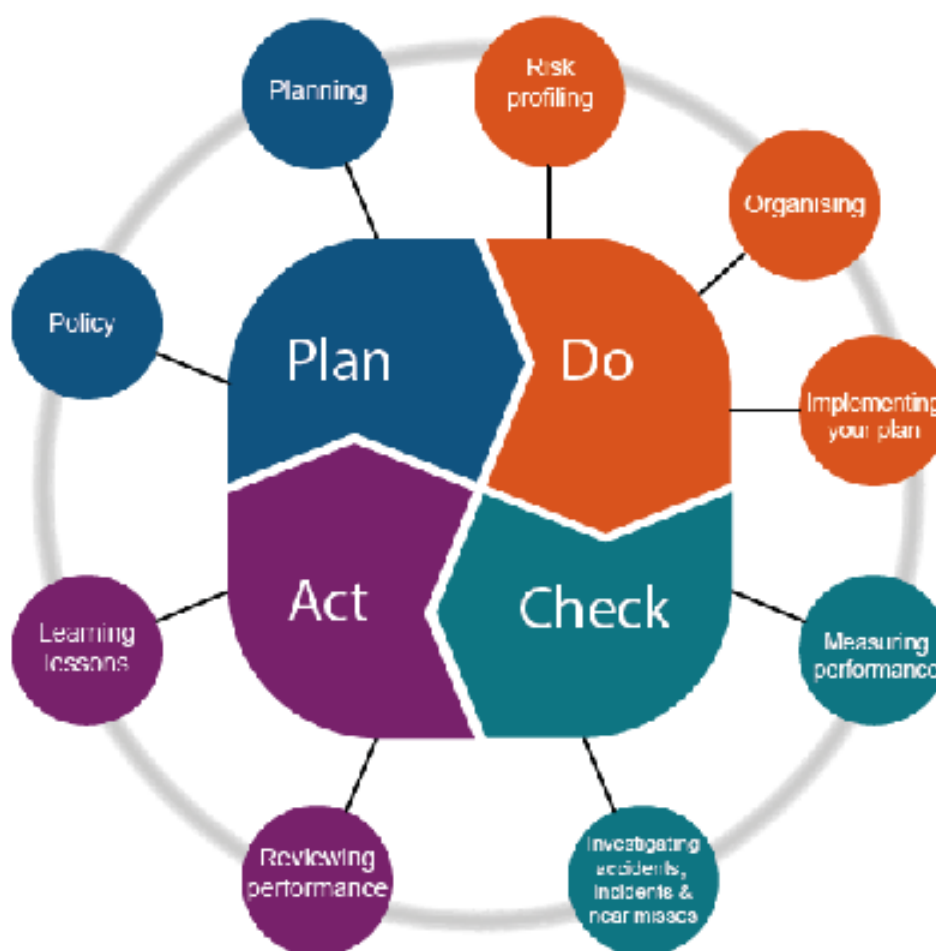 Planning
Risk
profiling
Organising
Policy
Plan
Do
Implementing
your plan
Act
Check
Learning
lessons
Measuring
performance
Reviewing
performance
Investigating
accidents,
incidents &
near misses